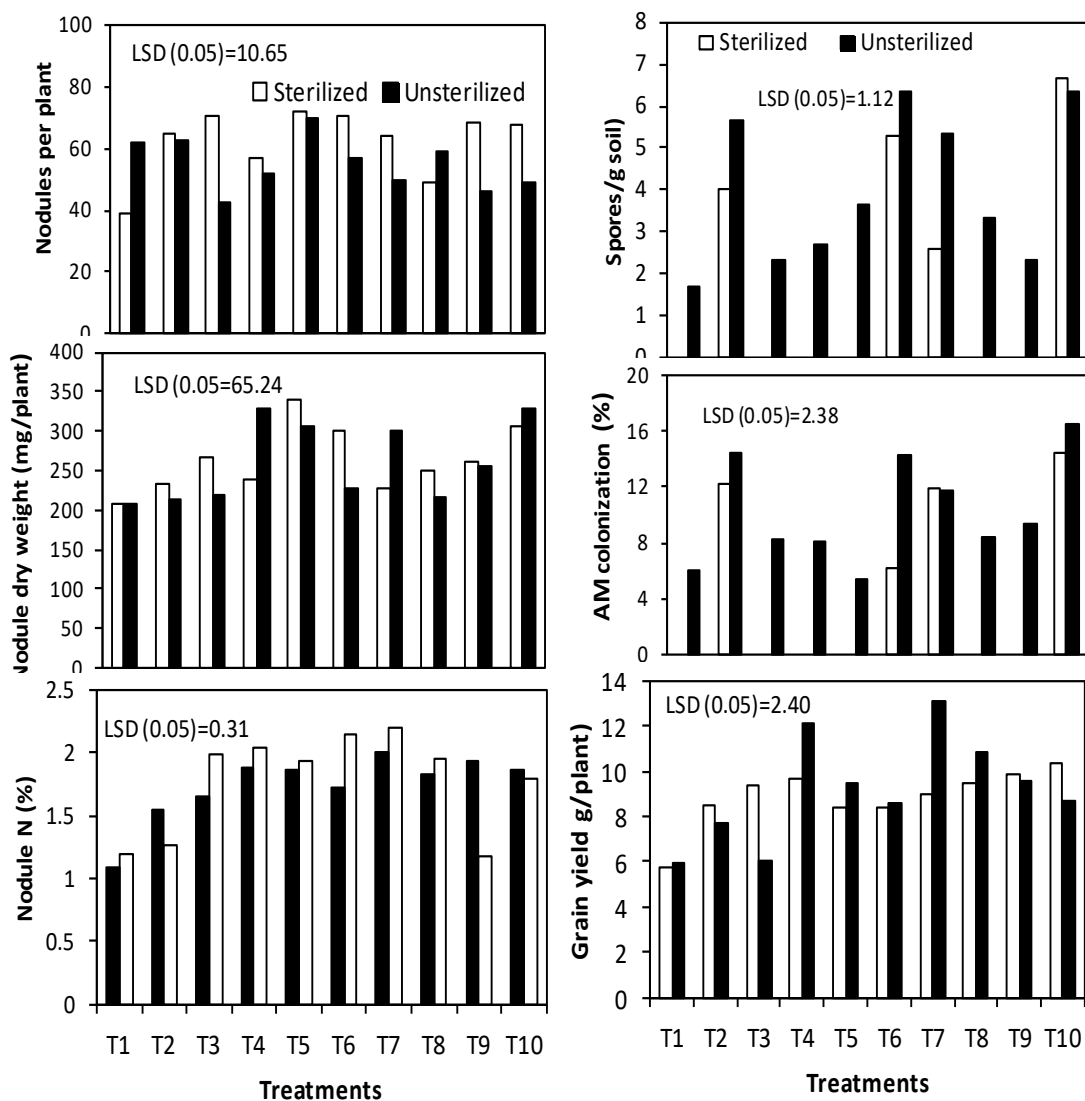 Nodules per plant
100
80
60
40
20
0
LSD (0.05)=10.65
Sterilized Unsterilized
Nodule dry weight (mg/plant)
400
350
300
250
200
150
100
50
0
LSD (0.05=65.24
Nodule N (%)
2.5
2
1.5
1
0.5
0
LSD (0.05)=0.31
T1 T2 T3 T4 T5 T6 T7 T8 T9 T10
Treatments
Spores/g soil
8
7
6
5
4
3
2
1
0
Sterilized Unsterilized
LSD (0.05)=1.12
AM colonization (%)
20
16
12
8
4
0
LSD (0.05)=2.38
Grain yield g/plant)
14
12
10
8
6
4
2
0
LSD (0.05)=2.40
T1 T2 T3 T4 T5 T6 T7 T8 T9 T10
Treatments